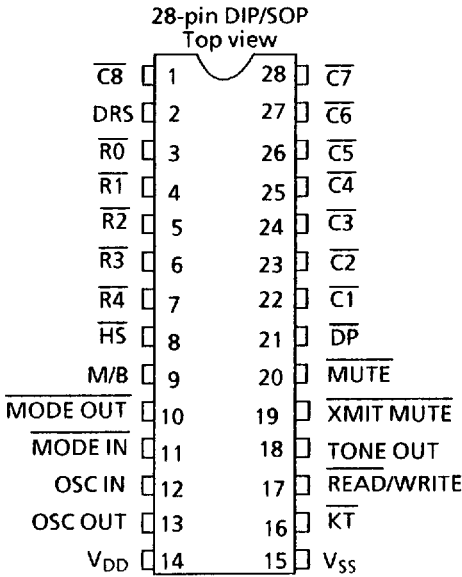 28-pin DIP/SOP
Top view
C8 1 28 C7
DRS 2 27 C6
R0 3 26 C5
R1 4 25 C4
R2 5 24 C3
R3 6 23 C2
R4 7 22 C1
HS 8 21 DP
M/B 9 20 MUTE
MODE OUT 10 19 XMIT MUTE
MODE IN 11 18 TONE OUT
OSC IN 12 17 READ/WRITE
OSC OUT 13 16 KT
VDD 14 15 VSS